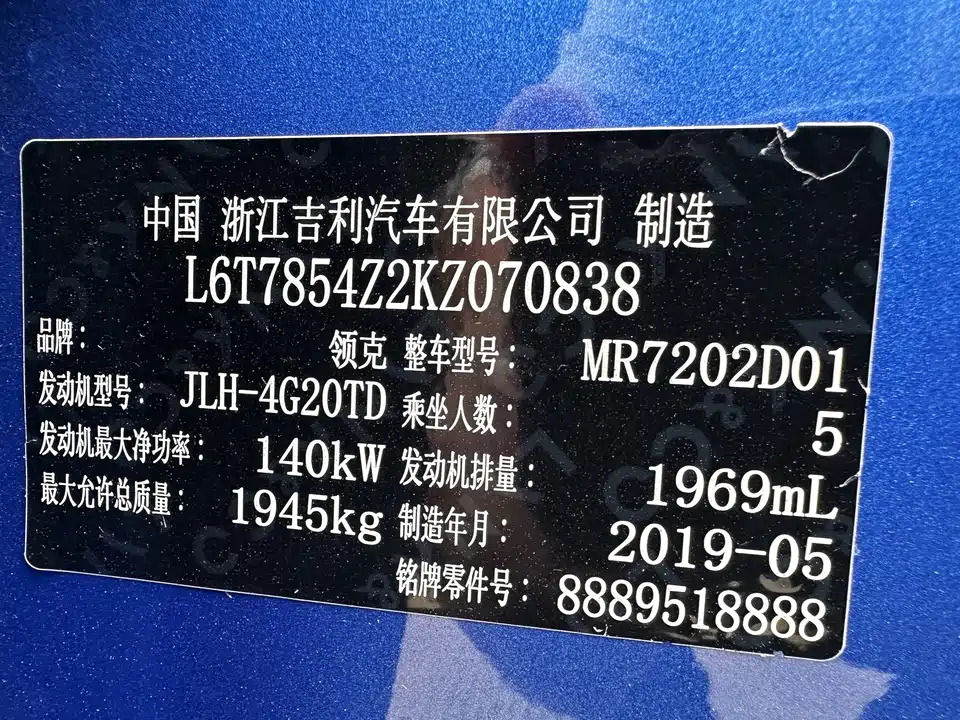 中国 浙江吉利汽车有限公司 制造
L6T7854Z2KZ070838
品牌： 领克 整车型号： MR7202D01
发动机型号： JLH-4G20TD 乘坐人数： 5
发动机最大净功率： 140kW 发动机排量： 1969mL
最大允许总质量： 1945kg 制造年月： 2019-05
铭牌零件号： 8889518888